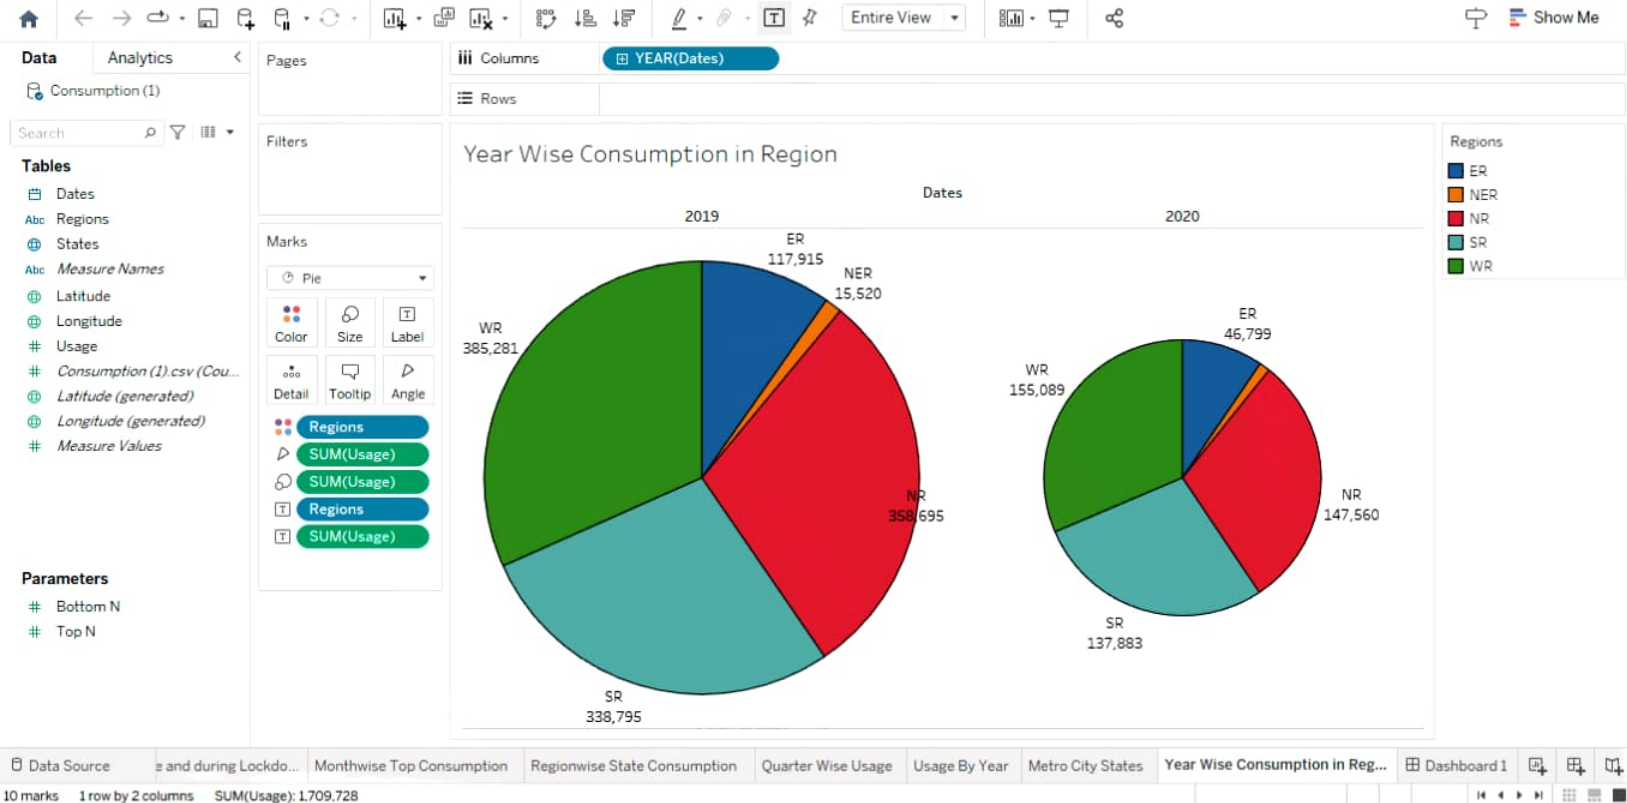 Entire View
Show Me
Data
Analytics
Pages
Columns
YEAR(Dates)
Consumption (1)
Rows
Search
Filters
Tables
Dates
Regions
States
Measure Names
Latitude
Longitude
Usage
Consumption (1).csv (Cou...
Latitude (generated)
Longitude (generated)
Measure Values
Parameters
Bottom N
Top N
Marks
Pie
Color
Size
Label
Detail
Tooltip
Angle
Regions
SUM(Usage)
SUM(Usage)
Regions
SUM(Usage)
Year Wise Consumption in Region
Dates
2019
2020
ER
117,915
NER
15,520
WR
385,281
NR
358,695
SR
338,795
ER
46,799
WR
155,089
NR
147,560
SR
137,883
Regions
ER
NER
NR
SR
WR
Data Source
e and during Lockdo...
Monthwise Top Consumption
Regionwise State Consumption
Quarter Wise Usage
Usage By Year
Metro City States
Year Wise Consumption in Reg...
Dashboard 1
10 marks
1 row by 2 columns
SUM(Usage): 1,709,728